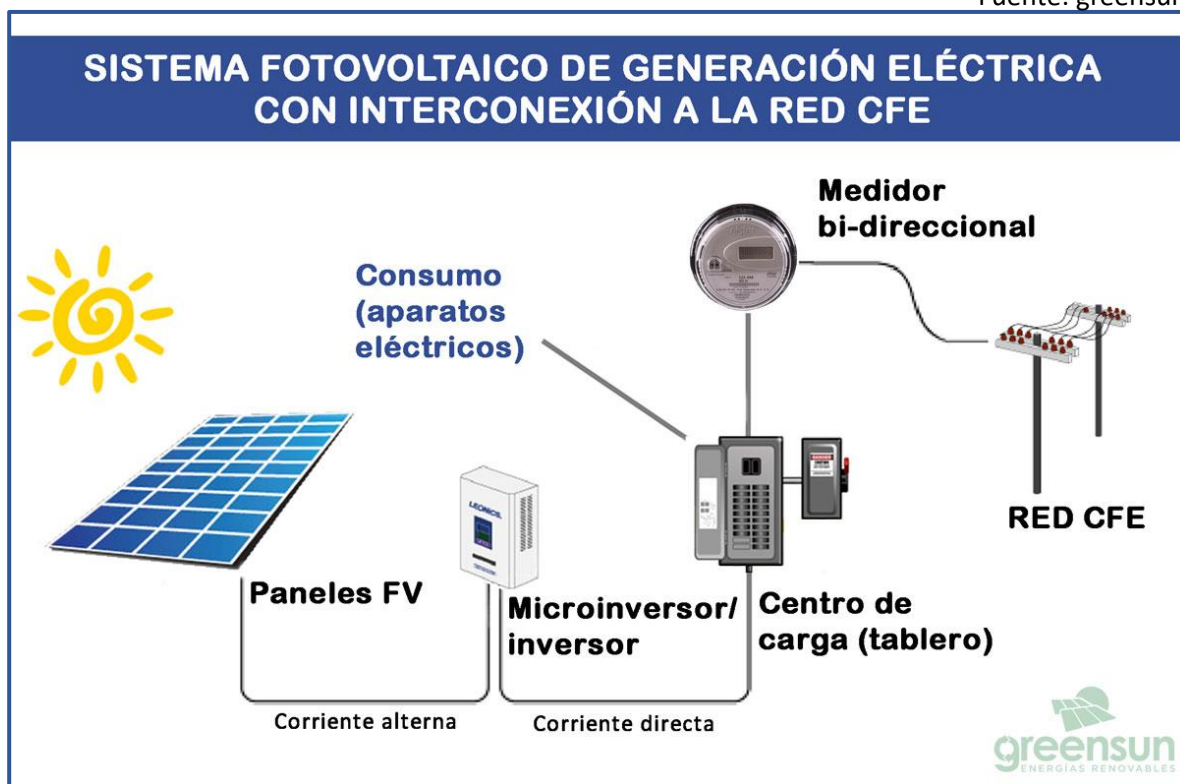 Fuente: greensun
SISTEMA FOTOVOLTAICO DE GENERACIÓN ELÉCTRICA
CON INTERCONEXIÓN A LA RED CFE
Medidor
bi-direccional
Consumo
(aparatos
eléctricos)
RED CFE
Paneles FV
Microinversor/
inversor
Centro de
carga (tablero)
Corriente alterna
Corriente directa
greensun
ENERGÍAS RENOVABLES